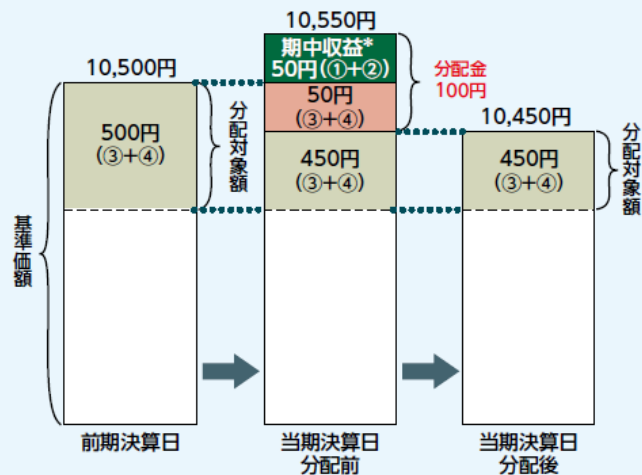 10,550円
10,500円
期中収益*
50円(①+②)
分配金
100円
50円
(③+④)
10,450円
500円
(③+④)
分配対象額
450円
(③+④)
450円
(③+④)
分配対象額
基準価額
前期決算日
当期決算日
分配前
当期決算日
分配後